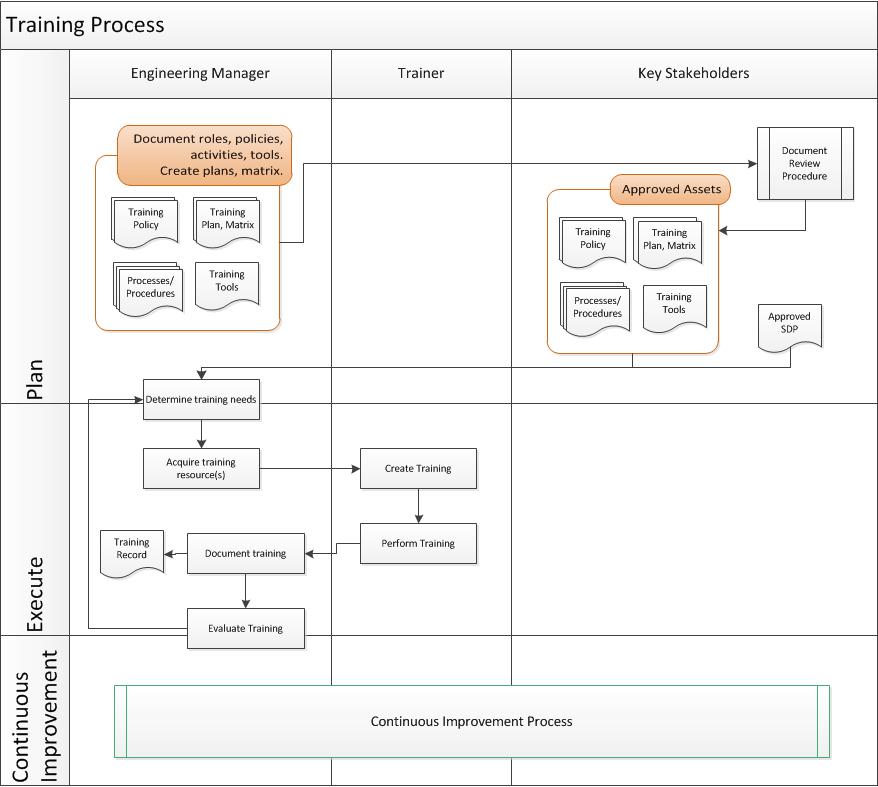 Training Process
Engineering Manager
Trainer
Key Stakeholders
Plan
Document roles, policies,
activities, tools.
Create plans, matrix.
Training
Policy
Training
Plan, Matrix
Processes/
Procedures
Training
Tools
Document
Review
Procedure
Approved Assets
Training
Policy
Training
Plan, Matrix
Processes/
Procedures
Training
Tools
Approved
SDP
Determine training needs
Execute
Acquire training
resource(s)
Create Training
Perform Training
Document training
Training
Record
Evaluate Training
Continuous
Improvement
Continuous Improvement Process